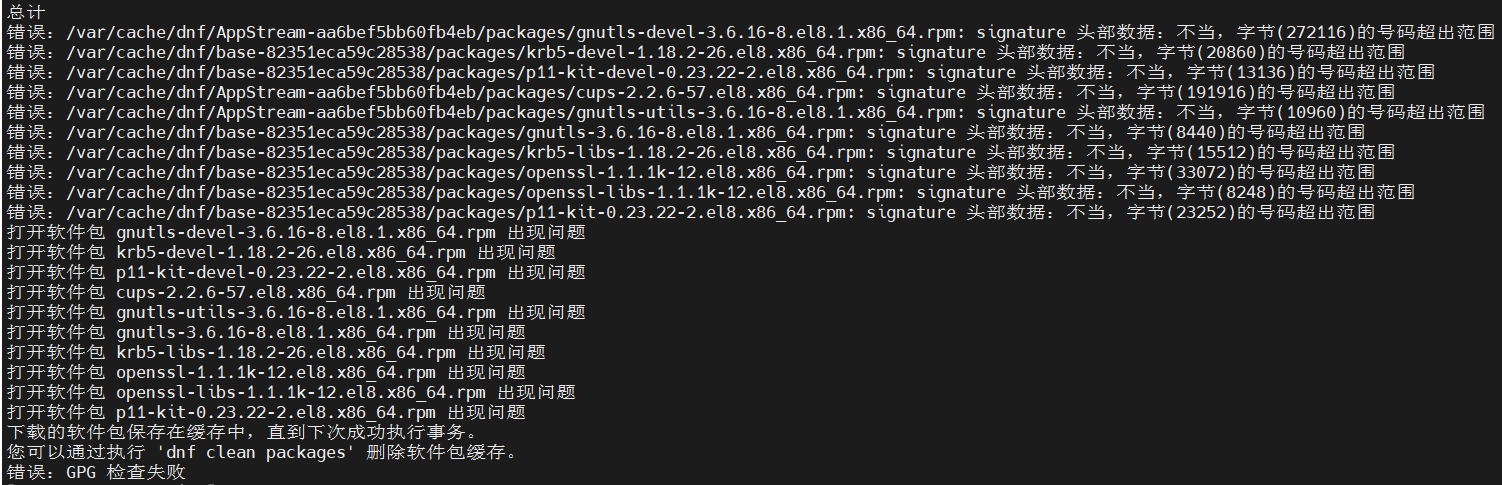 总计
错误：/var/cache/dnf/AppStream-aa6bef5bb60fb4eb/packages/gnutls-devel-3.6.16-8.el8.1.x86_64.rpm: signature 头部数据：不当，字节(272116)的号码超出范围
错误：/var/cache/dnf/base-82351eca59c28538/packages/krb5-devel-1.18.2-26.el8.x86_64.rpm: signature 头部数据：不当，字节(20860)的号码超出范围
错误：/var/cache/dnf/base-82351eca59c28538/packages/p11-kit-devel-0.23.22-2.el8.x86_64.rpm: signature 头部数据：不当，字节(13136)的号码超出范围
错误：/var/cache/dnf/AppStream-aa6bef5bb60fb4eb/packages/cups-2.2.6-57.el8.x86_64.rpm: signature 头部数据：不当，字节(191916)的号码超出范围
错误：/var/cache/dnf/AppStream-aa6bef5bb60fb4eb/packages/gnutls-utils-3.6.16-8.el8.1.x86_64.rpm: signature 头部数据：不当，字节(10960)的号码超出范围
错误：/var/cache/dnf/base-82351eca59c28538/packages/gnutls-3.6.16-8.el8.1.x86_64.rpm: signature 头部数据：不当，字节(8440)的号码超出范围
错误：/var/cache/dnf/base-82351eca59c28538/packages/krb5-libs-1.18.2-26.el8.x86_64.rpm: signature 头部数据：不当，字节(15512)的号码超出范围
错误：/var/cache/dnf/base-82351eca59c28538/packages/openssl-1.1.1k-12.el8.x86_64.rpm: signature 头部数据：不当，字节(33072)的号码超出范围
错误：/var/cache/dnf/base-82351eca59c28538/packages/openssl-libs-1.1.1k-12.el8.x86_64.rpm: signature 头部数据：不当，字节(8248)的号码超出范围
错误：/var/cache/dnf/base-82351eca59c28538/packages/p11-kit-0.23.22-2.el8.x86_64.rpm: signature 头部数据：不当，字节(23252)的号码超出范围
打开软件包 gnutls-devel-3.6.16-8.el8.1.x86_64.rpm 出现问题
打开软件包 krb5-devel-1.18.2-26.el8.x86_64.rpm 出现问题
打开软件包 p11-kit-devel-0.23.22-2.el8.x86_64.rpm 出现问题
打开软件包 cups-2.2.6-57.el8.x86_64.rpm 出现问题
打开软件包 gnutls-utils-3.6.16-8.el8.1.x86_64.rpm 出现问题
打开软件包 gnutls-3.6.16-8.el8.1.x86_64.rpm 出现问题
打开软件包 krb5-libs-1.18.2-26.el8.x86_64.rpm 出现问题
打开软件包 openssl-1.1.1k-12.el8.x86_64.rpm 出现问题
打开软件包 openssl-libs-1.1.1k-12.el8.x86_64.rpm 出现问题
打开软件包 p11-kit-0.23.22-2.el8.x86_64.rpm 出现问题
下载的软件包保存在缓存中，直到下次成功执行事务。
您可以通过执行 'dnf clean packages' 删除软件包缓存。
错误：GPG 检查失败